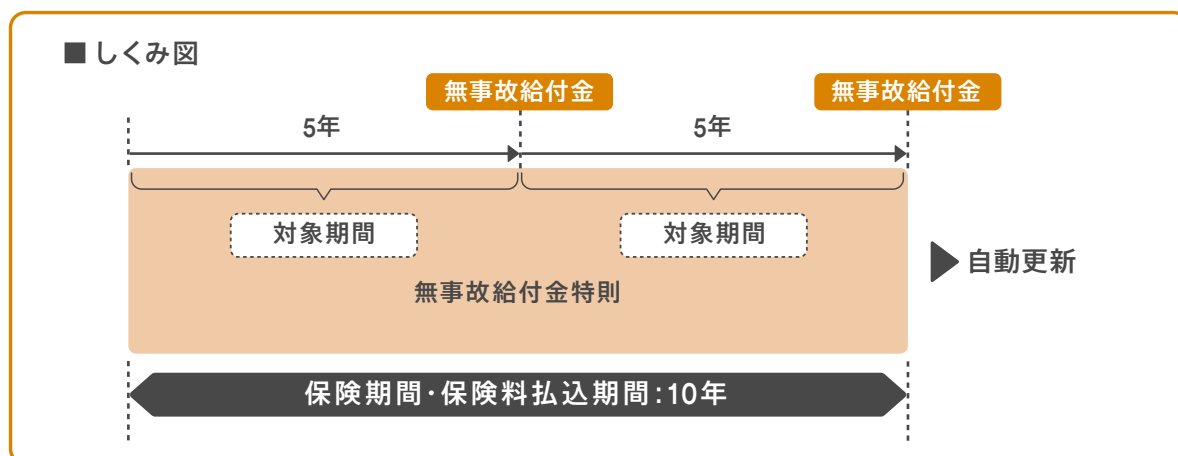 ■しくみ図
無事故給付金
無事故給付金
5年
5年
対象期間
対象期間
自動更新
無事故給付金特則
保険期間・保険料払込期間:10年